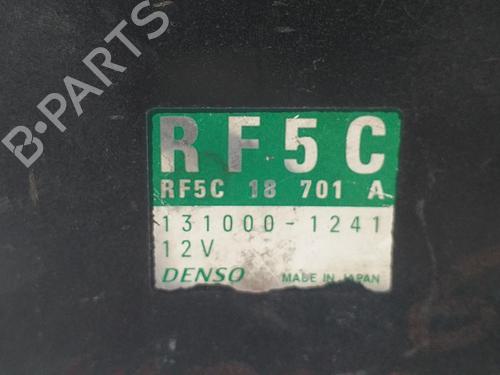 B-PARTS
RF5C
RF5C 18 701 A
131000-1241
12V
DENSO MADE IN JAPAN